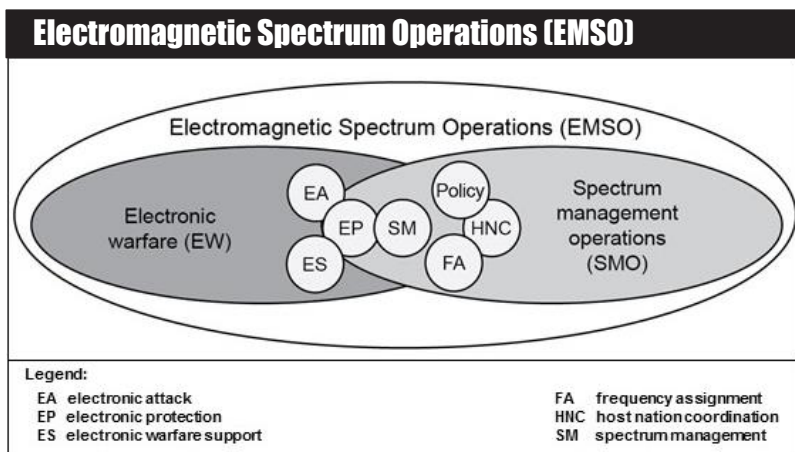 Electromagnetic Spectrum Operations (EMSO)
Electromagnetic Spectrum Operations (EMSO)
Electronic
warfare (EW)
EA
EP
ES
SM
Policy
HNC
FA
Spectrum
management
operations
(SMO)
Legend:
EA electronic attack
EP electronic protection
ES electronic warfare support
FA frequency assignment
HNC host nation coordination
SM spectrum management